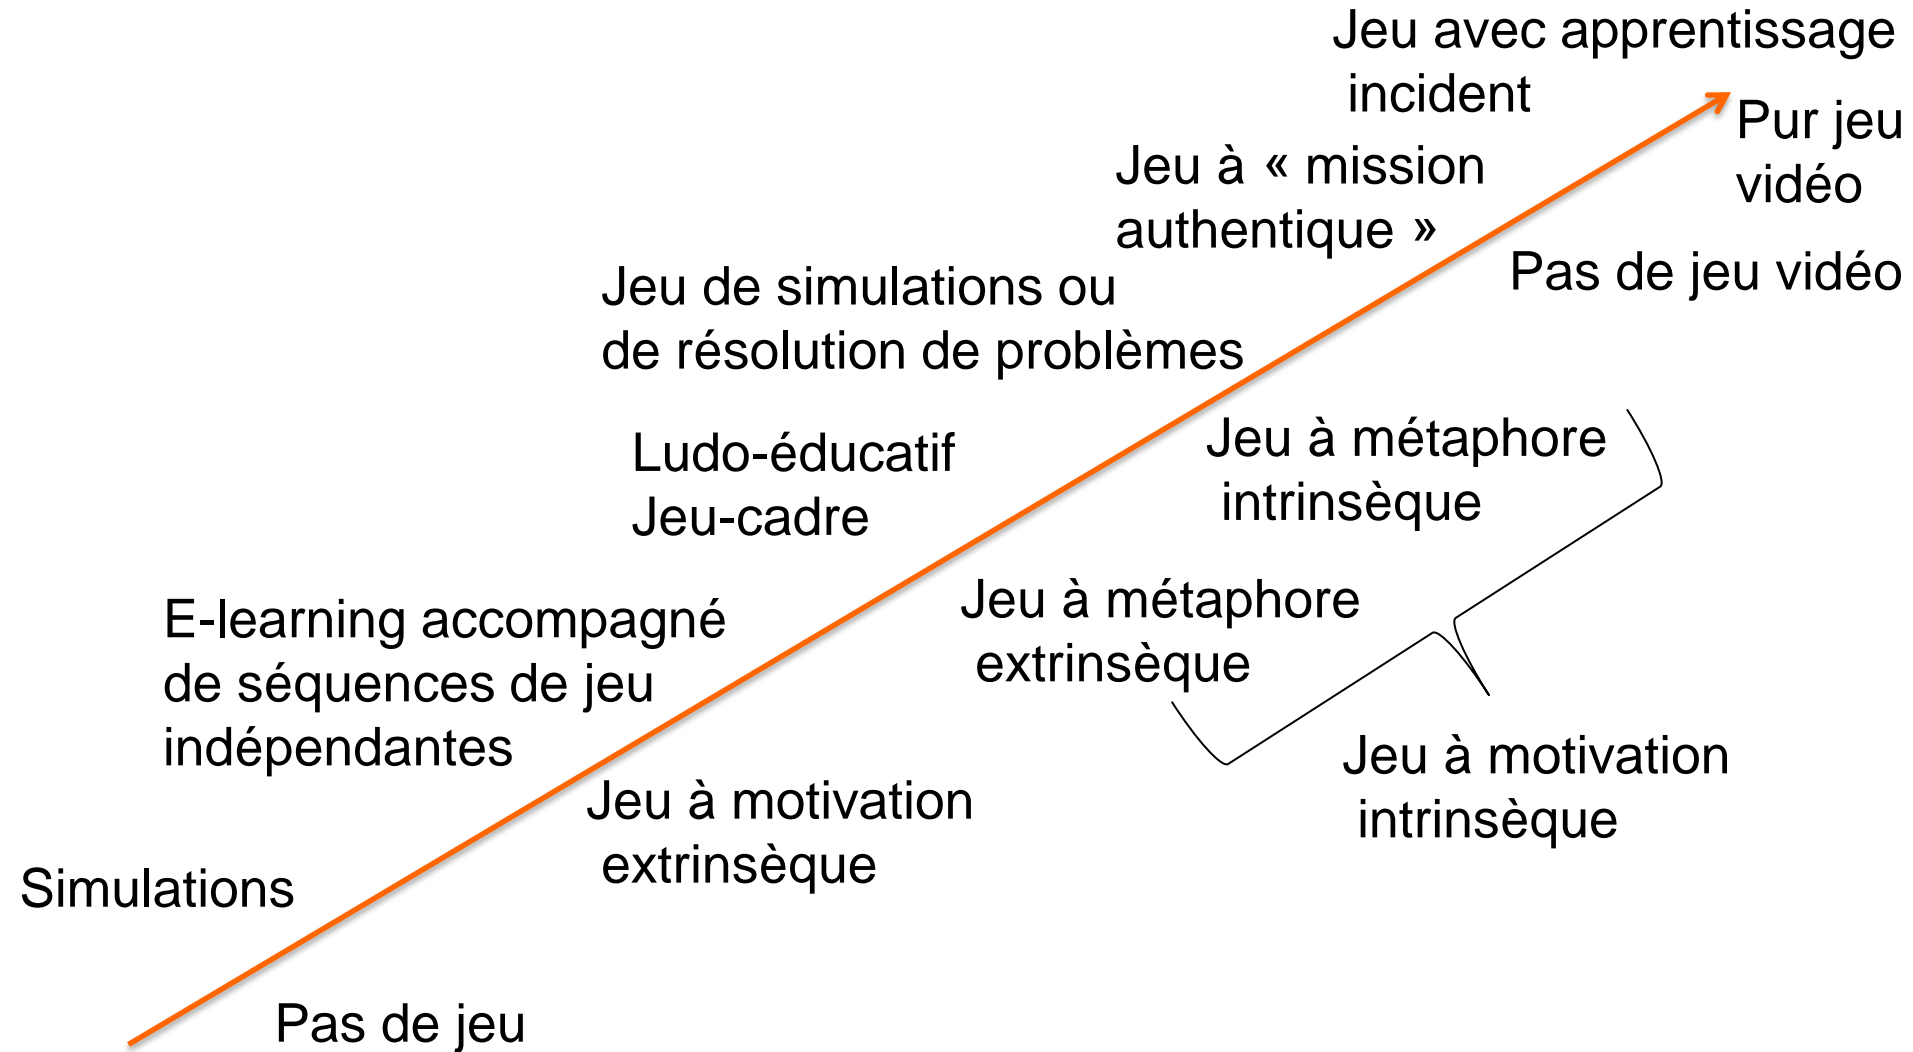 Jeu avec apprentissage
incident
Pur jeu
vidéo
Jeu à « mission
authentique »
Pas de jeu vidéo
Jeu de simulations ou
de résolution de problèmes
Jeu à métaphore
intrinsèque
Ludo-éducatif
Jeu-cadre
Jeu à métaphore
extrinsèque
E-learning accompagné
de séquences de jeu
indépendantes
Jeu à motivation
intrinsèque
Jeu à motivation
extrinsèque
Simulations
Pas de jeu